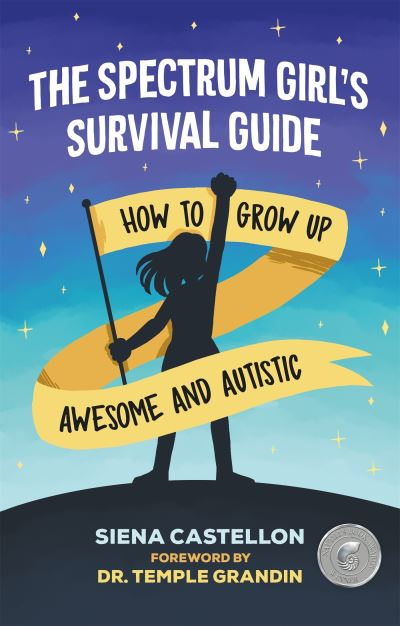 THE SPECTRUM GIRL'S
SURVIVAL GUIDE
HOW TO GROW UP
AWESOME AND AUTISTIC
SIENA CASTELLON
FOREWORD BY
DR. TEMPLE GRANDIN
WINNER